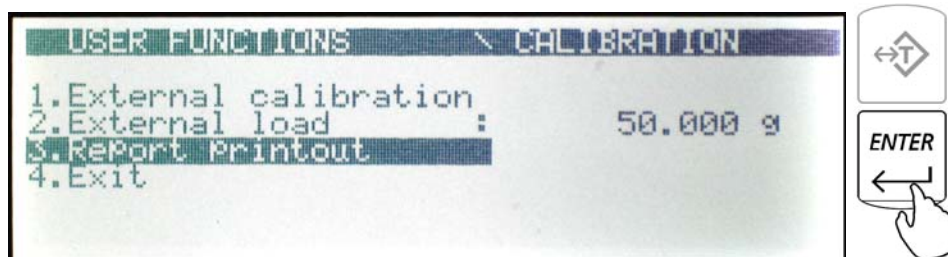 USER FUNCTIONS \ CALIBRATION
1.External calibration
2.External load : 50.000 g
3.Report printout
4.Exit
T
ENTER